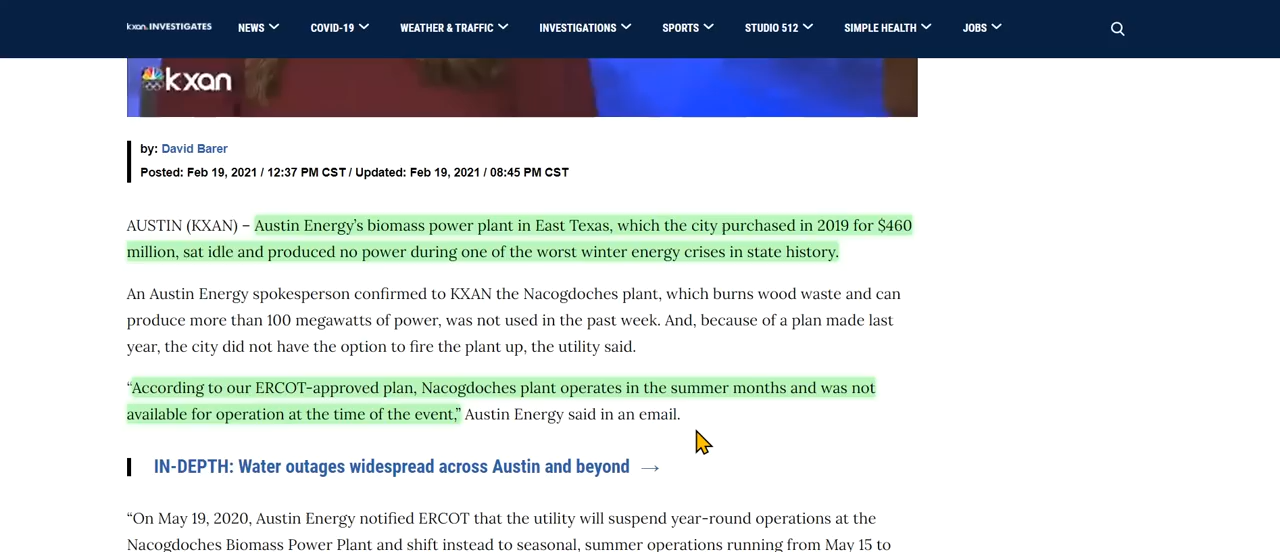 kxan. INVESTIGATES NEWS COVID-19 WEATHER & TRAFFIC INVESTIGATIONS SPORTS STUDIO 512 SIMPLE HEALTH JOBS
kxan
by: David Barer
Posted: Feb 19, 2021 / 12:37 PM CST / Updated: Feb 19, 2021 / 08:45 PM CST
AUSTIN (KXAN) – Austin Energy’s biomass power plant in East Texas, which the city purchased in 2019 for $460
million, sat idle and produced no power during one of the worst winter energy crises in state history.
An Austin Energy spokesperson confirmed to KXAN the Nacogdoches plant, which burns wood waste and can
produce more than 100 megawatts of power, was not used in the past week. And, because of a plan made last
year, the city did not have the option to fire the plant up, the utility said.
“According to our ERCOT-approved plan, Nacogdoches plant operates in the summer months and was not
available for operation at the time of the event,” Austin Energy said in an email.
IN-DEPTH: Water outages widespread across Austin and beyond →
“On May 19, 2020, Austin Energy notified ERCOT that the utility will suspend year-round operations at the
Nacogdoches Biomass Power Plant and shift instead to seasonal, summer operations running from May 15 to